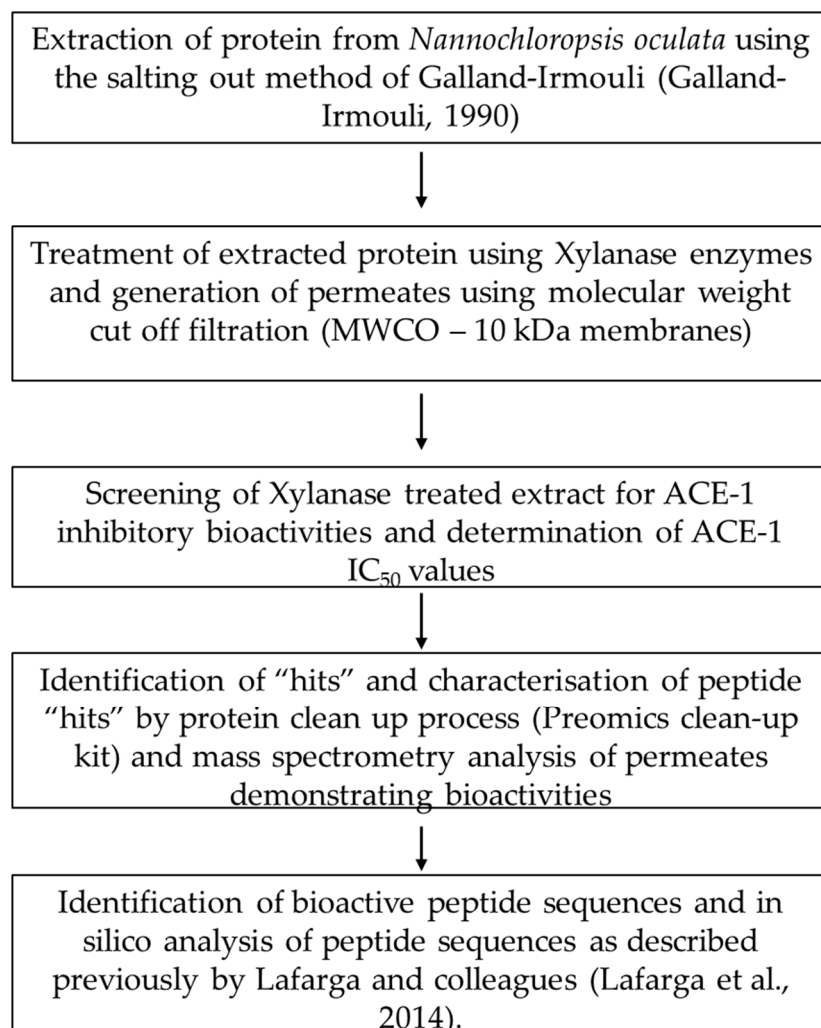 Extraction of protein from Nannochloropsis oculata using
the salting out method of Galland-Irmouli (Galland-
Irmouli, 1990)
Treatment of extracted protein using Xylanase enzymes
and generation of permeates using molecular weight
cut off filtration (MWCO – 10 kDa membranes)
Screening of Xylanase treated extract for ACE-1
inhibitory bioactivities and determination of ACE-1
IC50 values
Identification of “hits” and characterisation of peptide
“hits” by protein clean up process (Preomics clean-up
kit) and mass spectrometry analysis of permeates
demonstrating bioactivities
Identification of bioactive peptide sequences and in
silico analysis of peptide sequences as described
previously by Lafarga and colleagues (Lafarga et al.,
2014).